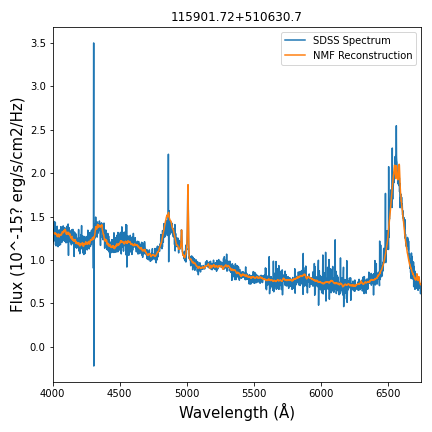 115901.72+510630.7
SDSS Spectrum
NMF Reconstruction
Flux (10^-15? erg/s/cm2/Hz)
3.5
3.0
2.5
2.0
1.5
1.0
0.5
0.0
4000 4500 5000 5500 6000 6500
Wavelength (Å)